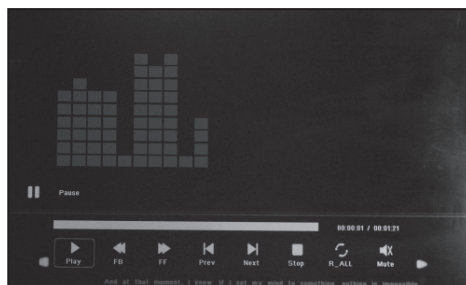 Pause
00:00:01 / 00:01:21
Play FB FF Prev Next Stop R_ALL Mute
And at That moment, I knew if I set my mind to something nothing is impossible